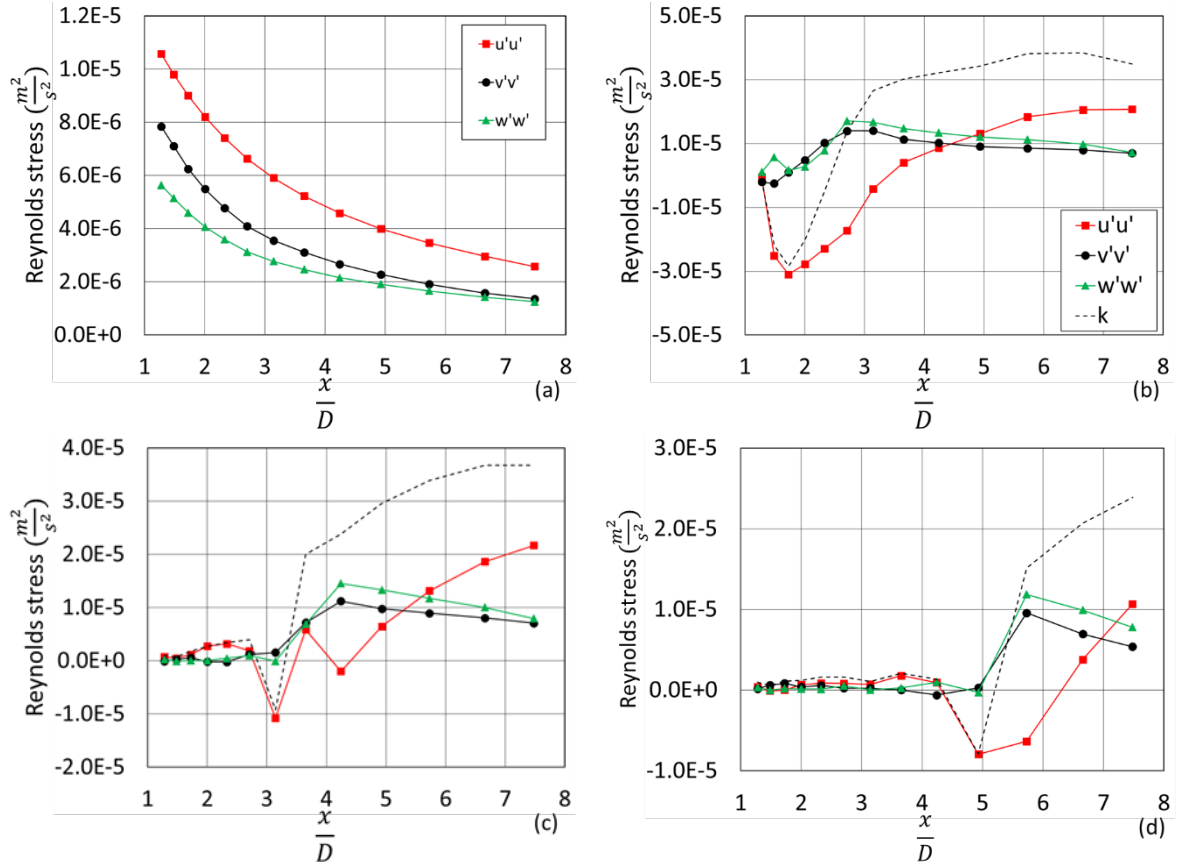 1.2E-5
1.0E-5
8.0E-6
6.0E-6
4.0E-6
2.0E-6
0.0E+0
Reynolds stress (m²/s²)
u'u'
v'v'
w'w'
1 2 3 4 5 6 7 8
x/D
(a)
5.0E-5
3.0E-5
1.0E-5
-1.0E-5
-3.0E-5
-5.0E-5
Reynolds stress (m²/s²)
u'u'
v'v'
w'w'
k
1 2 3 4 5 6 7 8
x/D
(b)
4.0E-5
3.0E-5
2.0E-5
1.0E-5
0.0E+0
-1.0E-5
-2.0E-5
Reynolds stress (m²/s²)
1 2 3 4 5 6 7 8
x/D
(c)
3.0E-5
2.0E-5
1.0E-5
0.0E+0
-1.0E-5
Reynolds stress (m²/s²)
1 2 3 4 5 6 7 8
x/D
(d)